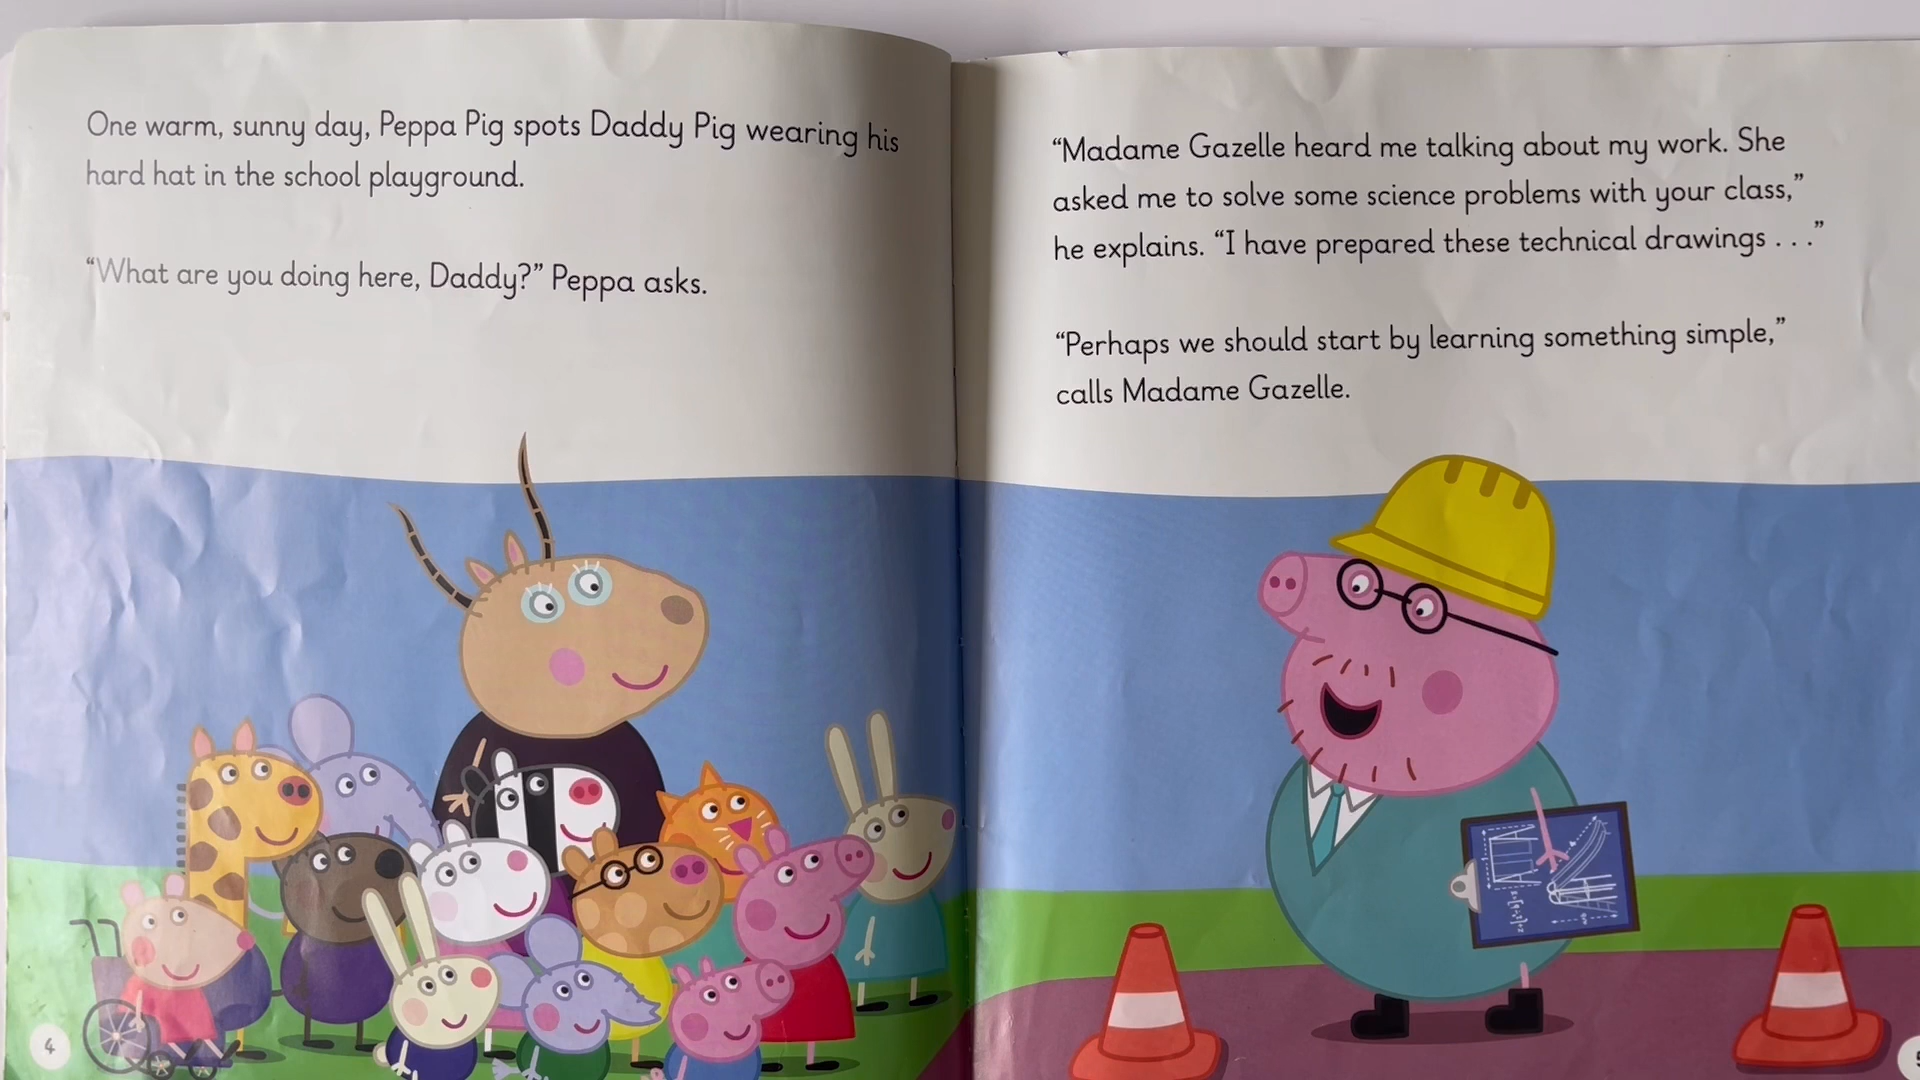 One warm, sunny day, Peppa Pig spots Daddy Pig wearing his
hard hat in the school playground.
“What are you doing here, Daddy?” Peppa asks.
4
“Madame Gazelle heard me talking about my work. She
asked me to solve some science problems with your class,”
he explains. “I have prepared these technical drawings . . .”
“Perhaps we should start by learning something simple,”
calls Madame Gazelle.